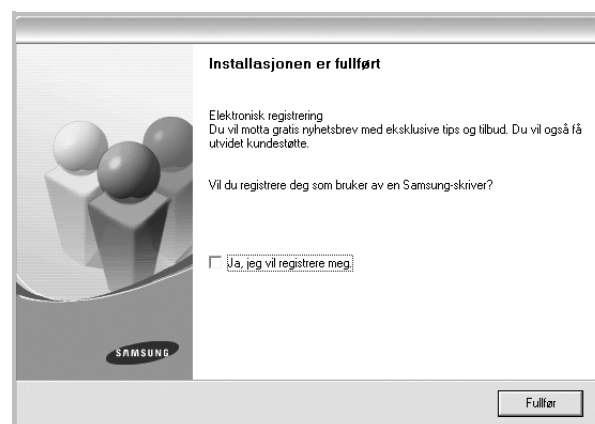 Installasjonen er fullført
Elektronisk registrering
Du vil motta gratis nyhetsbrev med eksklusive tips og tilbud. Du vil også få
utvidet kundestøtte.
Vil du registrere deg som bruker av en Samsung-skriver?
Ja, jeg vil registrere meg.
SAMSUNG
Fullfør